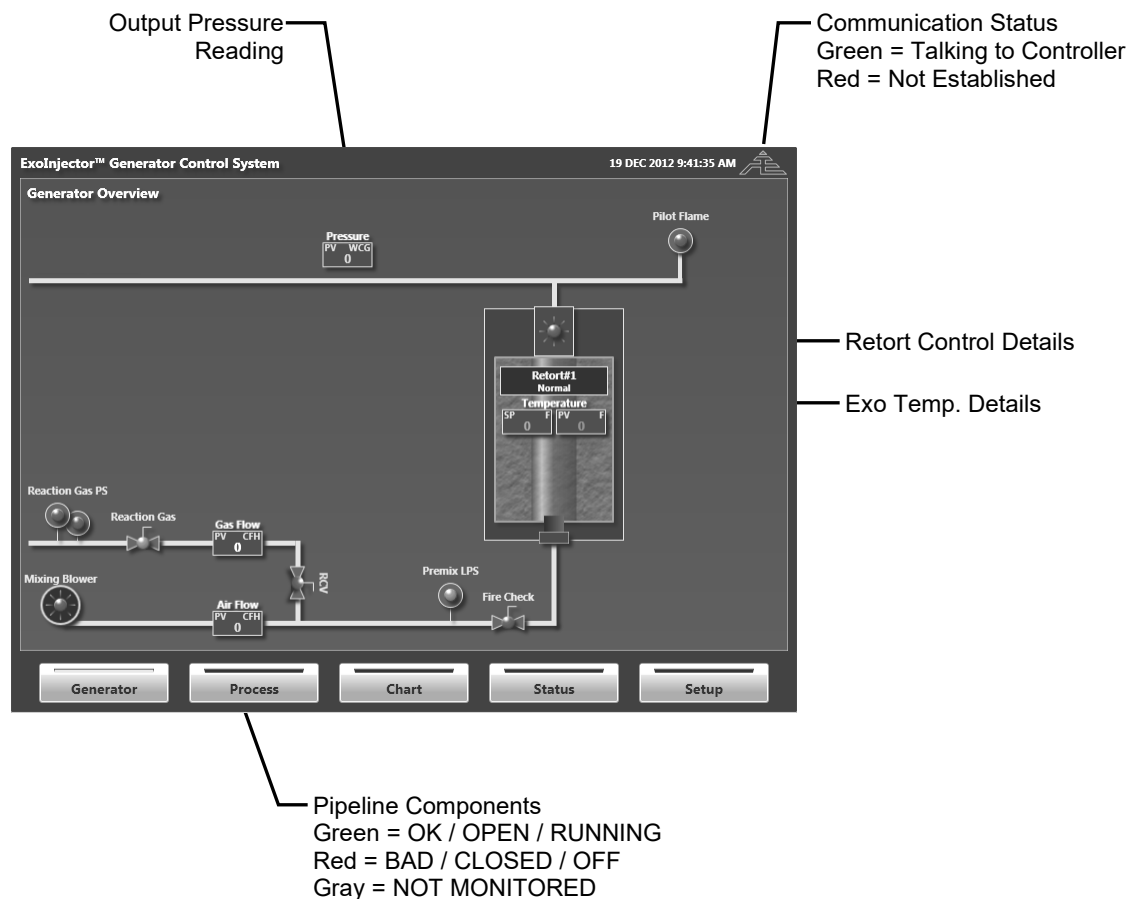 Output Pressure
Reading
Communication Status
Green = Talking to Controller
Red = Not Established
ExoInjector™ Generator Control System
19 DEC 2012 9:41:35 AM
Generator Overview
Pilot Flame
Pressure
PV WCG
0
Retort Control Details
Retort#1
Normal
Temperature
SP F PV F
0 0
Exo Temp. Details
Reaction Gas PS
Reaction Gas
Gas Flow
PV CFH
0
RCV
Mixing Blower
Air Flow
PV CFH
0
Premix LPS
Fire Check
Generator Process Chart Status Setup
Pipeline Components
Green = OK / OPEN / RUNNING
Red = BAD / CLOSED / OFF
Gray = NOT MONITORED